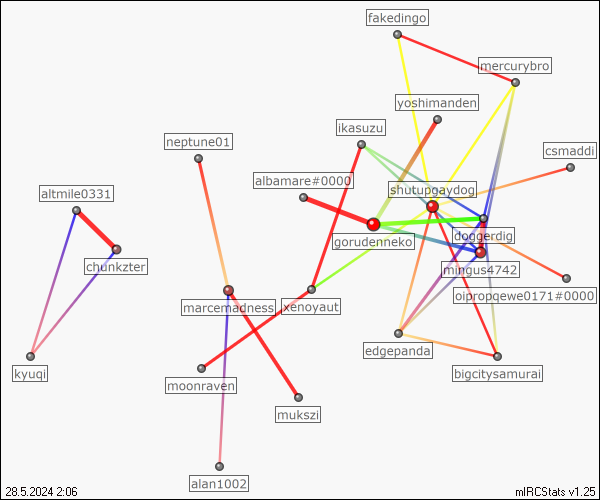 fakedingo
mercurybro
yoshimanden
ikasuzu
neptune01
csmaddi
albamare#0000
shutupgaydog
altmile0331
doggerdig
gorudenneko
chunkzter
mingus4742
oipropqewe0171#0000
marcemadness
xenoyaut
edgepanda
kyuqi
bigcitysamurai
moonraven
mukszi
alan1002
28.5.2024 2:06
mIRCStats v1.25